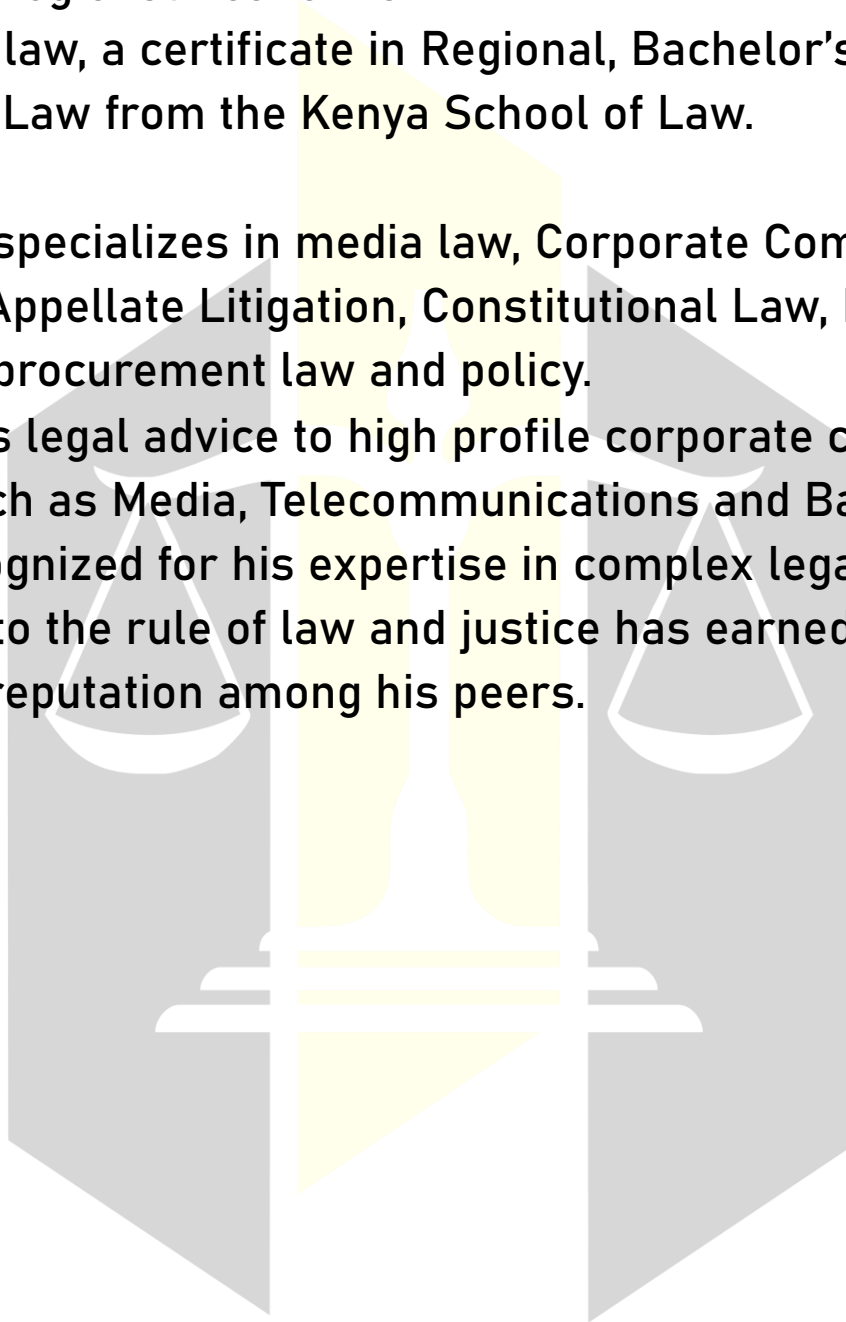 law, a certificate in Regional, Bachelor's
Law from the Kenya School of Law.
specializes in media law, Corporate Com
Appellate Litigation, Constitutional Law,
procurement law and policy.
s legal advice to high profile corporate c
ch as Media, Telecommunications and Ba
ognized for his expertise in complex lega
to the rule of law and justice has earned
reputation among his peers.